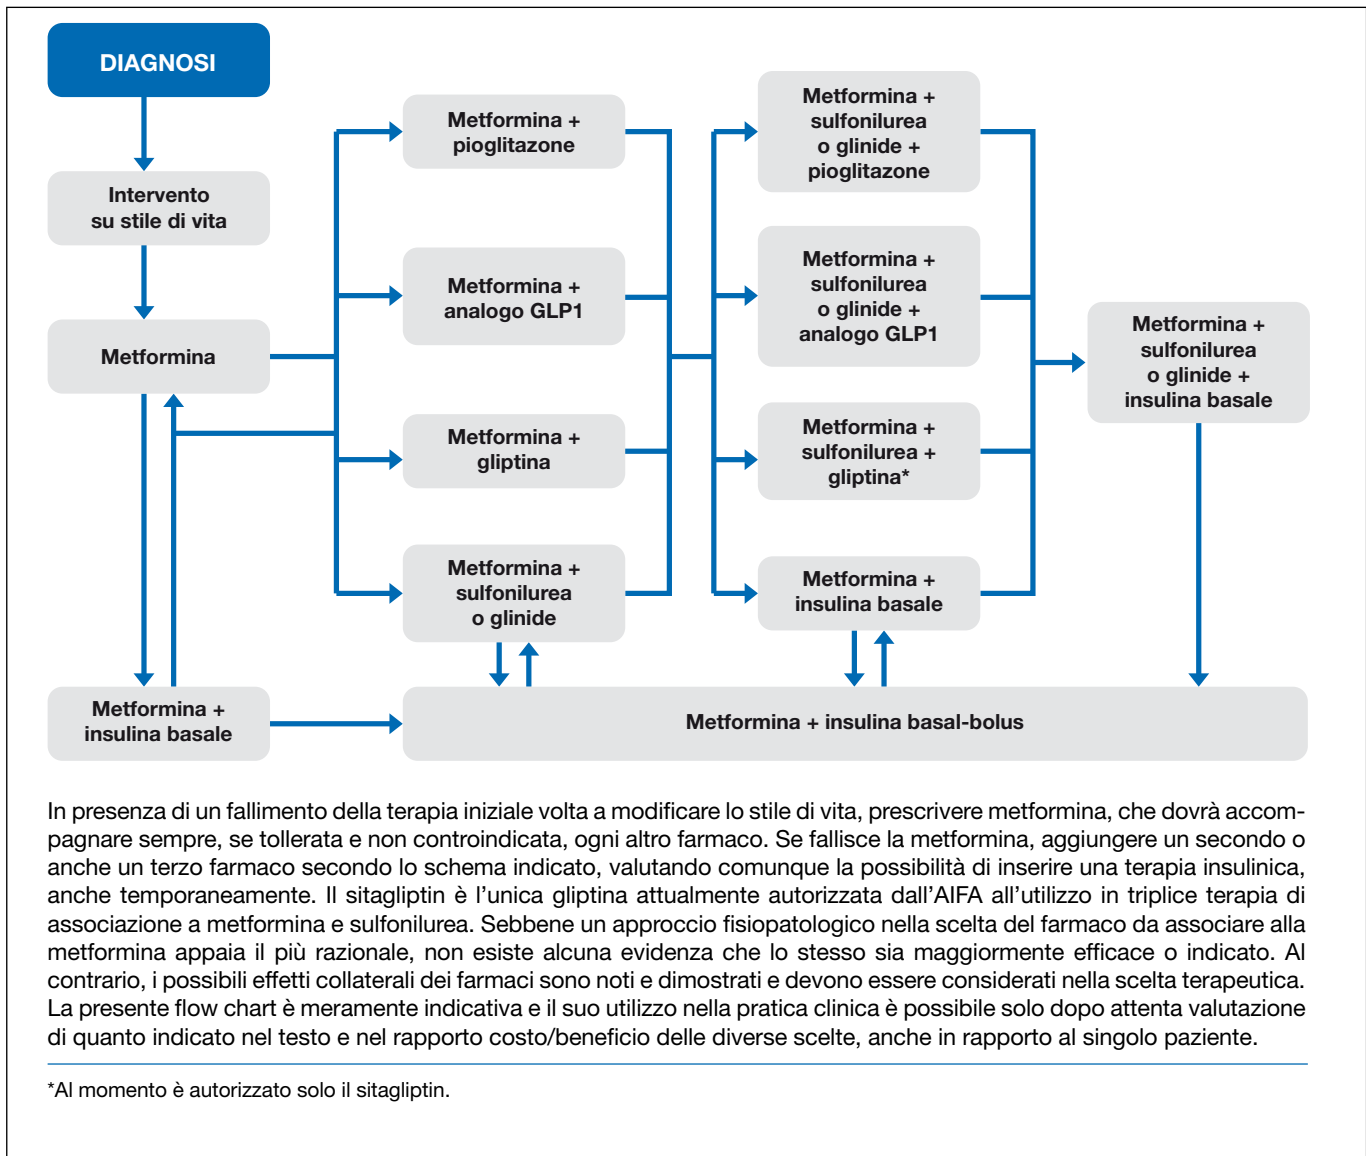 DIAGNOSI
Intervento
su stile di vita
Metformina
Metformina +
insulina basale
Metformina +
pioglitazone
Metformina +
analogo GLP1
Metformina +
gliptina
Metformina +
sulfonilurea
o glinide
Metformina +
sulfonilurea
o glinide +
pioglitazone
Metformina +
sulfonilurea
o glinide +
analogo GLP1
Metformina +
sulfonilurea +
gliptina*
Metformina +
insulina basale
Metformina +
sulfonilurea
o glinide +
insulina basale
Metformina + insulina basal-bolus
In presenza di un fallimento della terapia iniziale volta a modificare lo stile di vita, prescrivere metformina, che dovrà accom-
pagnare sempre, se tollerata e non controindicata, ogni altro farmaco. Se fallisce la metformina, aggiungere un secondo o
anche un terzo farmaco secondo lo schema indicato, valutando comunque la possibilità di inserire una terapia insulinica,
anche temporaneamente. Il sitagliptin è l’unica gliptina attualmente autorizzata dall’AIFA all’utilizzo in triplice terapia di
associazione a metformina e sulfonilurea. Sebbene un approccio fisiopatologico nella scelta del farmaco da associare alla
metformina appaia il più razionale, non esiste alcuna evidenza che lo stesso sia maggiormente efficace o indicato. Al
contrario, i possibili effetti collaterali dei farmaci sono noti e dimostrati e devono essere considerati nella scelta terapeutica.
La presente flow chart è meramente indicativa e il suo utilizzo nella pratica clinica è possibile solo dopo attenta valutazione
di quanto indicato nel testo e nel rapporto costo/beneficio delle diverse scelte, anche in rapporto al singolo paziente.
*Al momento è autorizzato solo il sitagliptin.